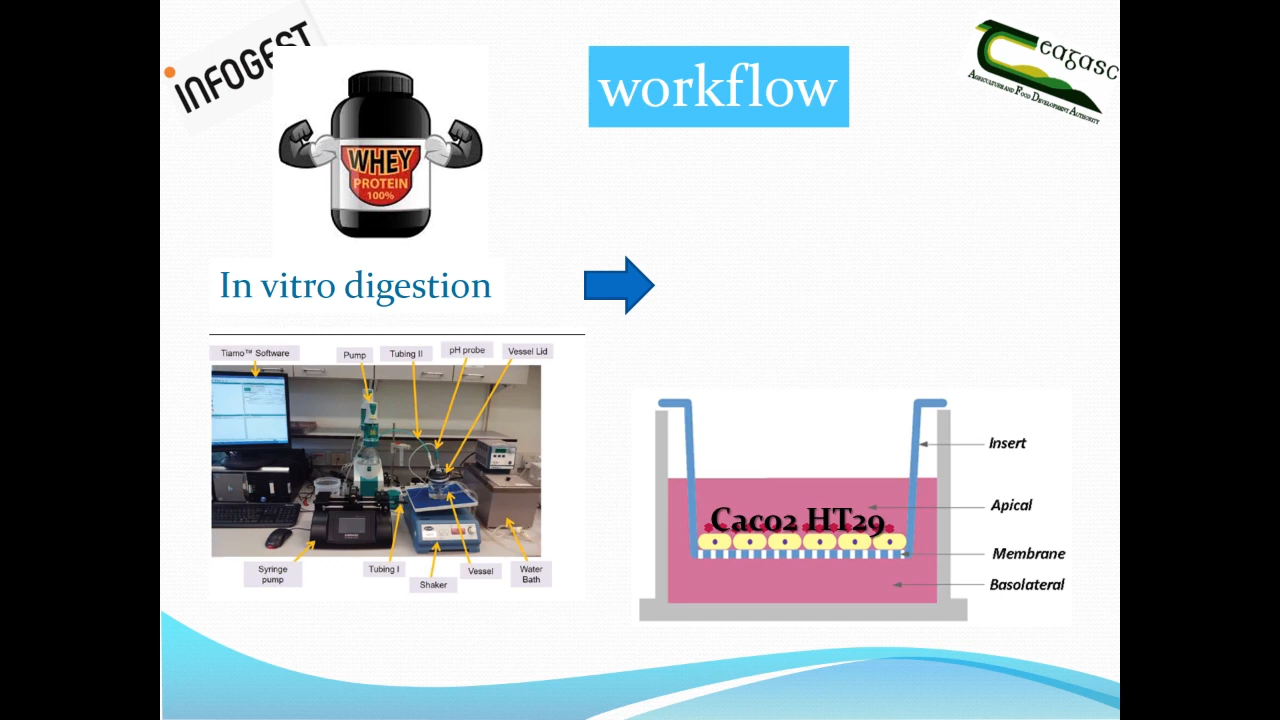 INFOGEST
workflow
Teagasc
AGRICULTURE AND FOOD DEVELOPMENT AUTHORITY
WHEY
PROTEIN
100%
In vitro digestion
Tiamo™ Software
Pump
Tubing II
pH probe
Vessel Lid
Syringe
pump
Tubing I
Shaker
Vessel
Water
Bath
Insert
Apical
Caco2 HT29
Membrane
Basolateral